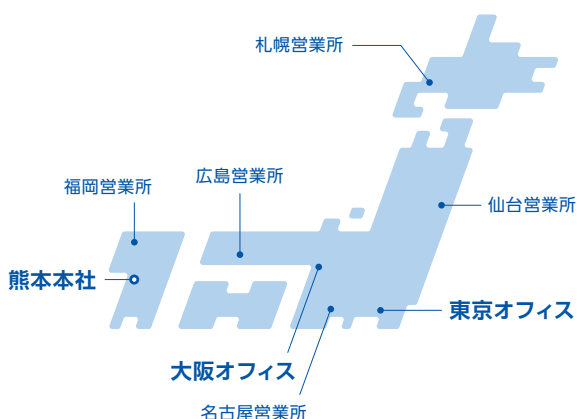 札幌営業所
広島営業所
福岡営業所
仙台営業所
熊本本社
東京オフィス
大阪オフィス
名古屋営業所